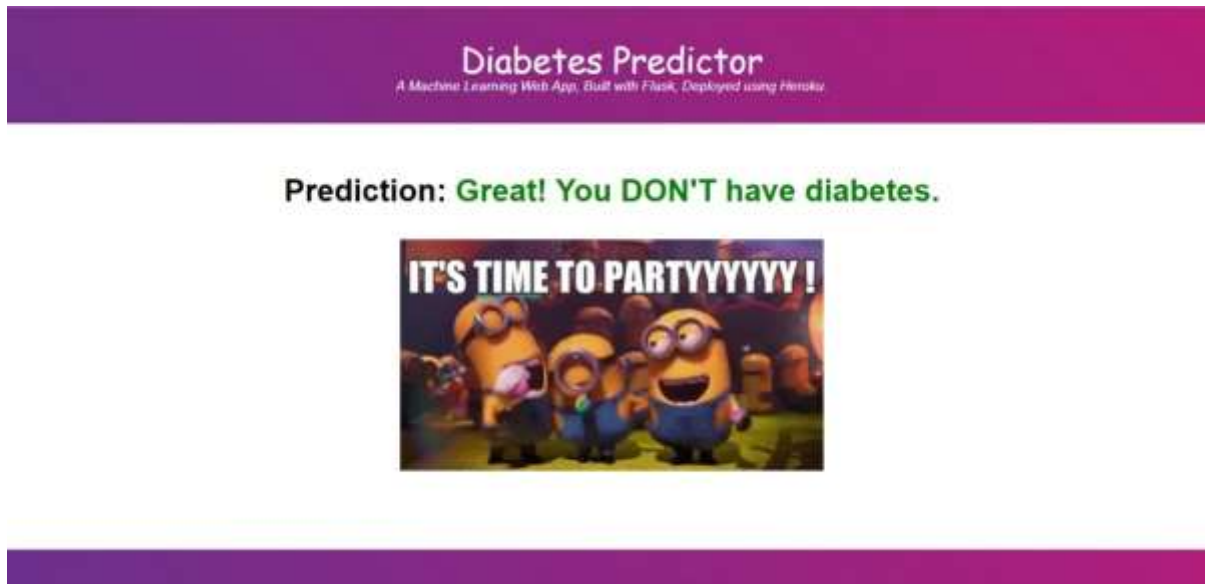 Diabetes Predictor
A Machine Learning Web App, Built with Flask, Deployed using Heroku
Prediction: Great! You DON'T have diabetes.
IT'S TIME TO PARTYYYYYY !